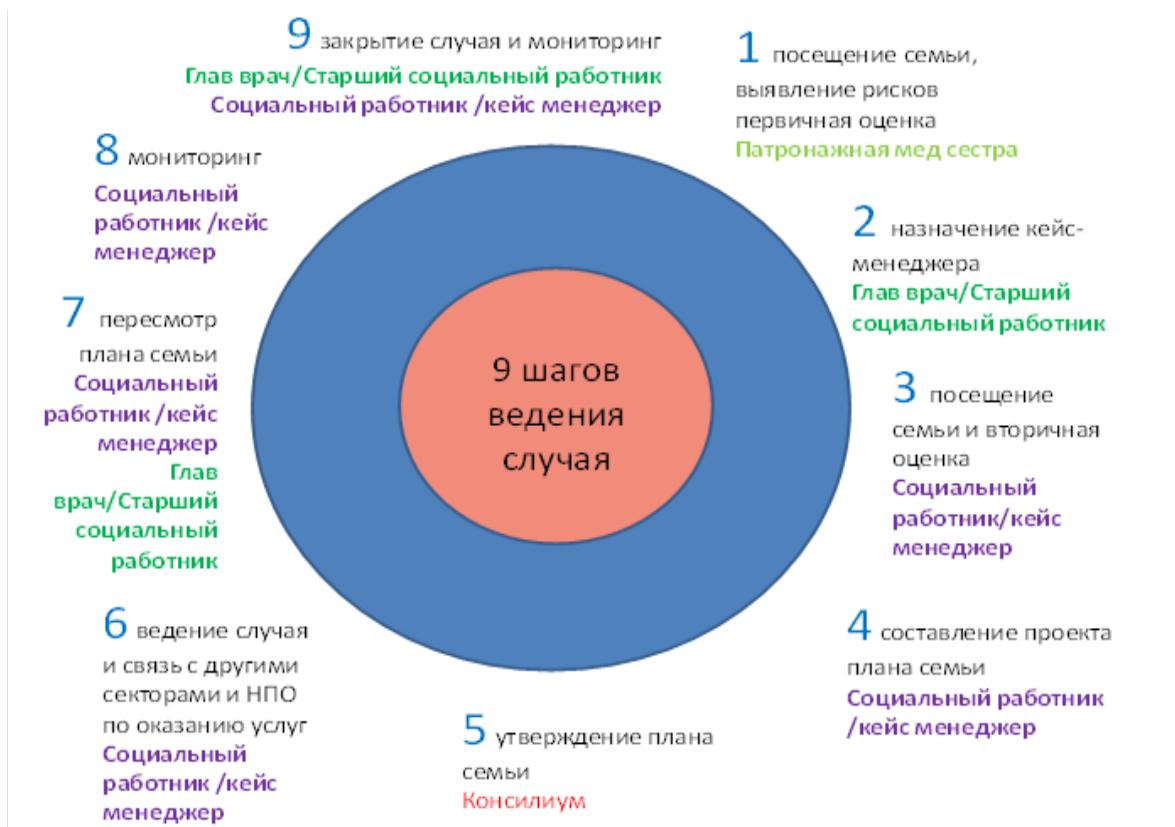 9 закрытие случая и мониторинг
Глав врач/Старший социальный работник
Социальный работник /кейс менеджер
1 посещение семьи,
выявление рисков
первичная оценка
Патронажная мед сестра
2 назначение кейс-
менеджера
Глав врач/Старший
социальный работник
3 посещение
семьи и вторичная
оценка
Социальный
работник/кейс
менеджер
4 составление проекта
плана семьи
Социальный работник
/кейс менеджер
5 утверждение плана
семьи
Консилиум
6 ведение случая
и связь с другими
секторами и НПО
по оказанию услуг
Социальный
работник /кейс
менеджер
7 пересмотр
плана семьи
Социальный
работник /кейс
менеджер
Глав
врач/Старший
социальный
работник
8 мониторинг
Социальный
работник /кейс
менеджер
9 шагов
ведения
случая